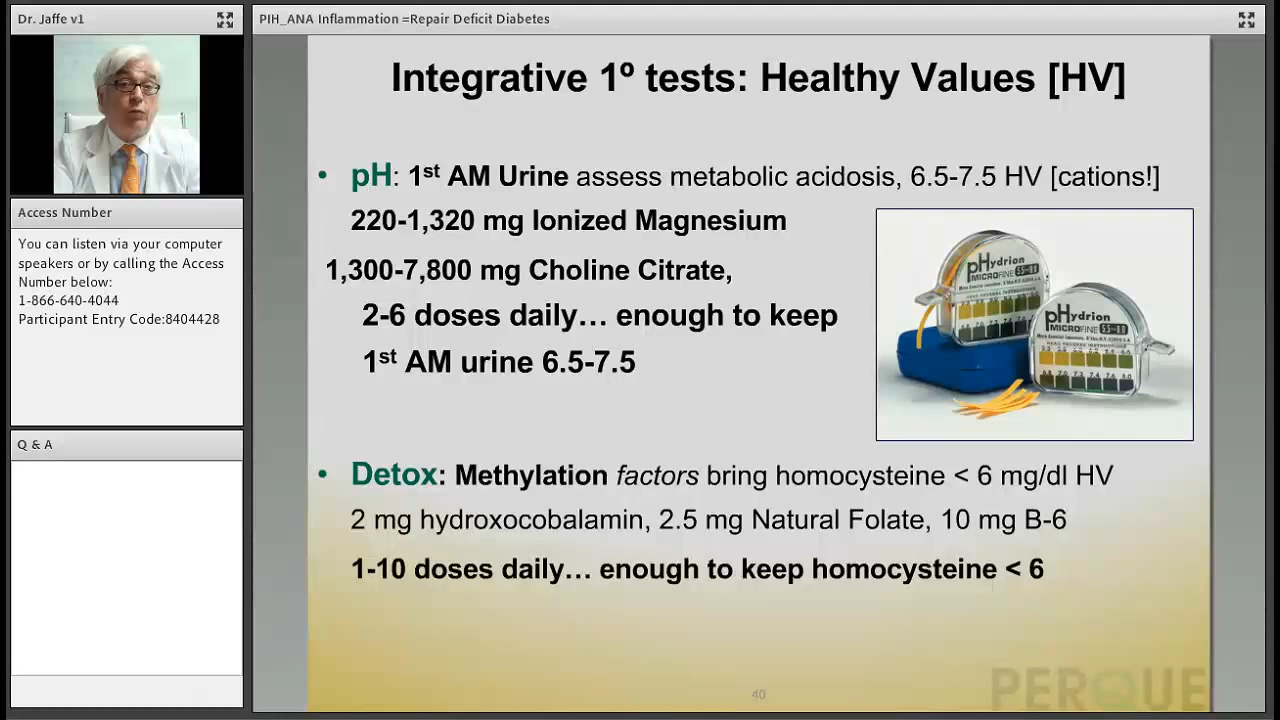 Dr. Jaffe v1
PIH_ANA Inflammation =Repair Deficit Diabetes
Access Number
You can listen via your computer
speakers or by calling the Access
Number below:
1-866-640-4044
Participant Entry Code:8404428
Q & A
Integrative 1º tests: Healthy Values [HV]
• pH: 1st AM Urine assess metabolic acidosis, 6.5-7.5 HV [cations!]
220-1,320 mg Ionized Magnesium
1,300-7,800 mg Choline Citrate,
2-6 doses daily… enough to keep
1st AM urine 6.5-7.5
pHydrion
MICROFINE
pHydrion
MICROFINE
• Detox: Methylation factors bring homocysteine < 6 mg/dl HV
2 mg hydroxocobalamin, 2.5 mg Natural Folate, 10 mg B-6
1-10 doses daily… enough to keep homocysteine < 6
40
PERQUE